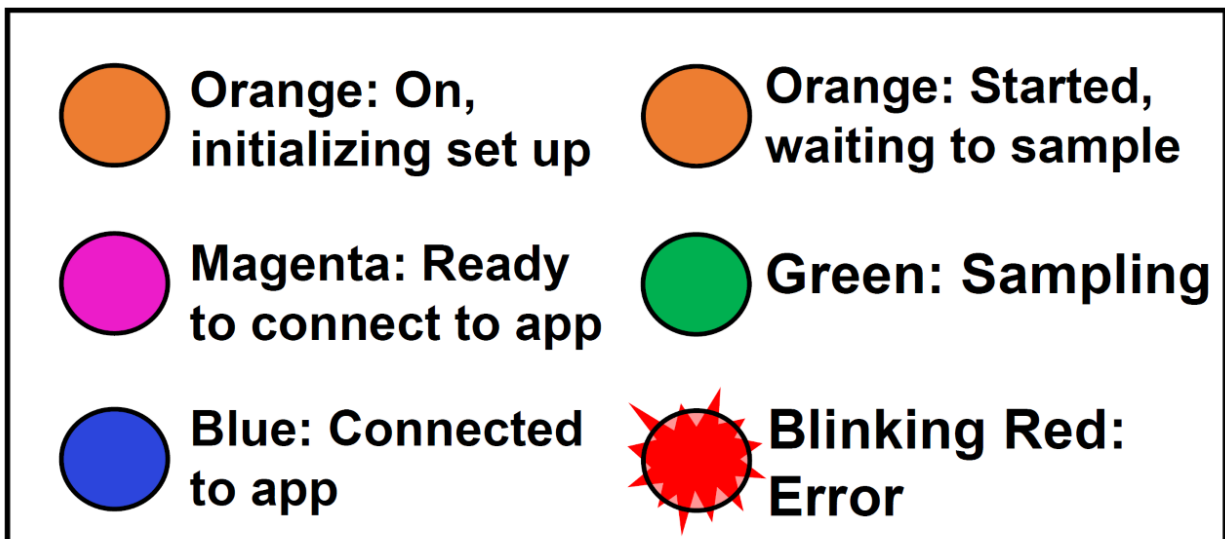 Orange: On,
initializing set up
Magenta: Ready
to connect to app
Blue: Connected
to app
Orange: Started,
waiting to sample
Green: Sampling
Blinking Red:
Error